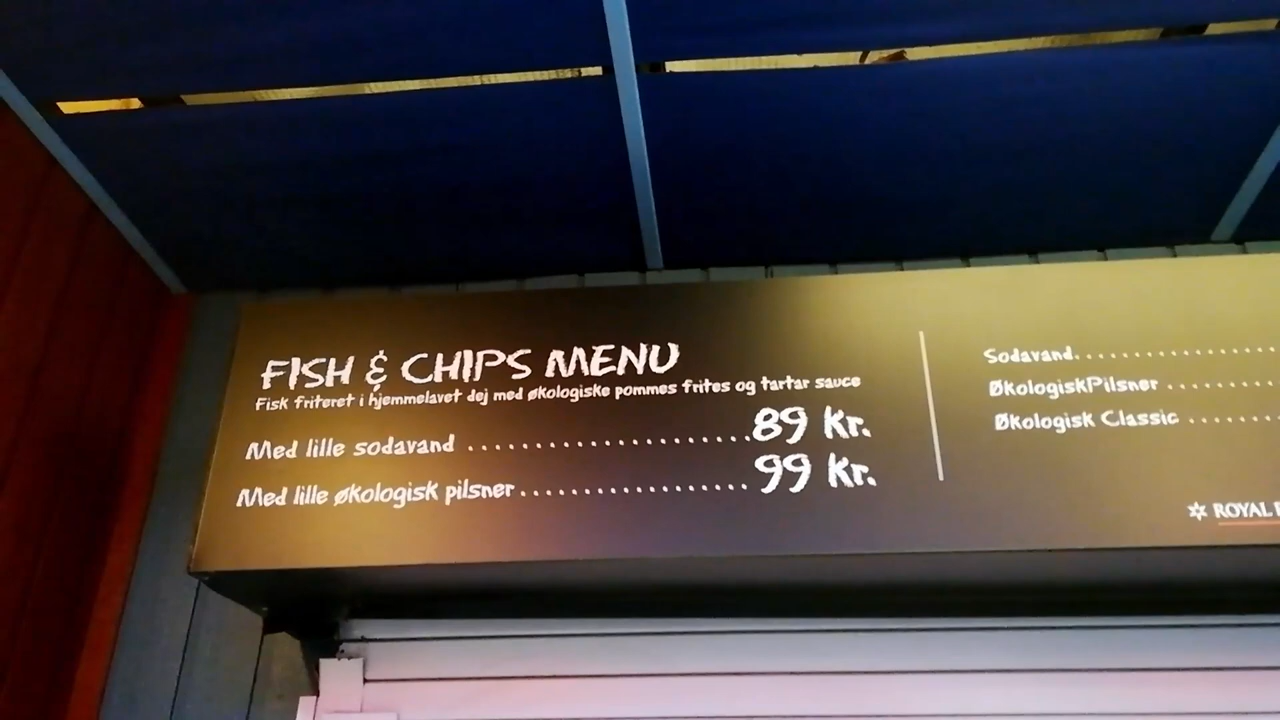 FISH & CHIPS MENU
Fisk friteret i hjemmelavet dej med økologiske pommes frites og tartar sauce
Med lille sodavand ........................... 89 Kr.
Med lille økologisk pilsner...................... 99 Kr.
Sodavand..................
ØkologiskPilsner ...........
Økologisk Classic .........
ROYAL